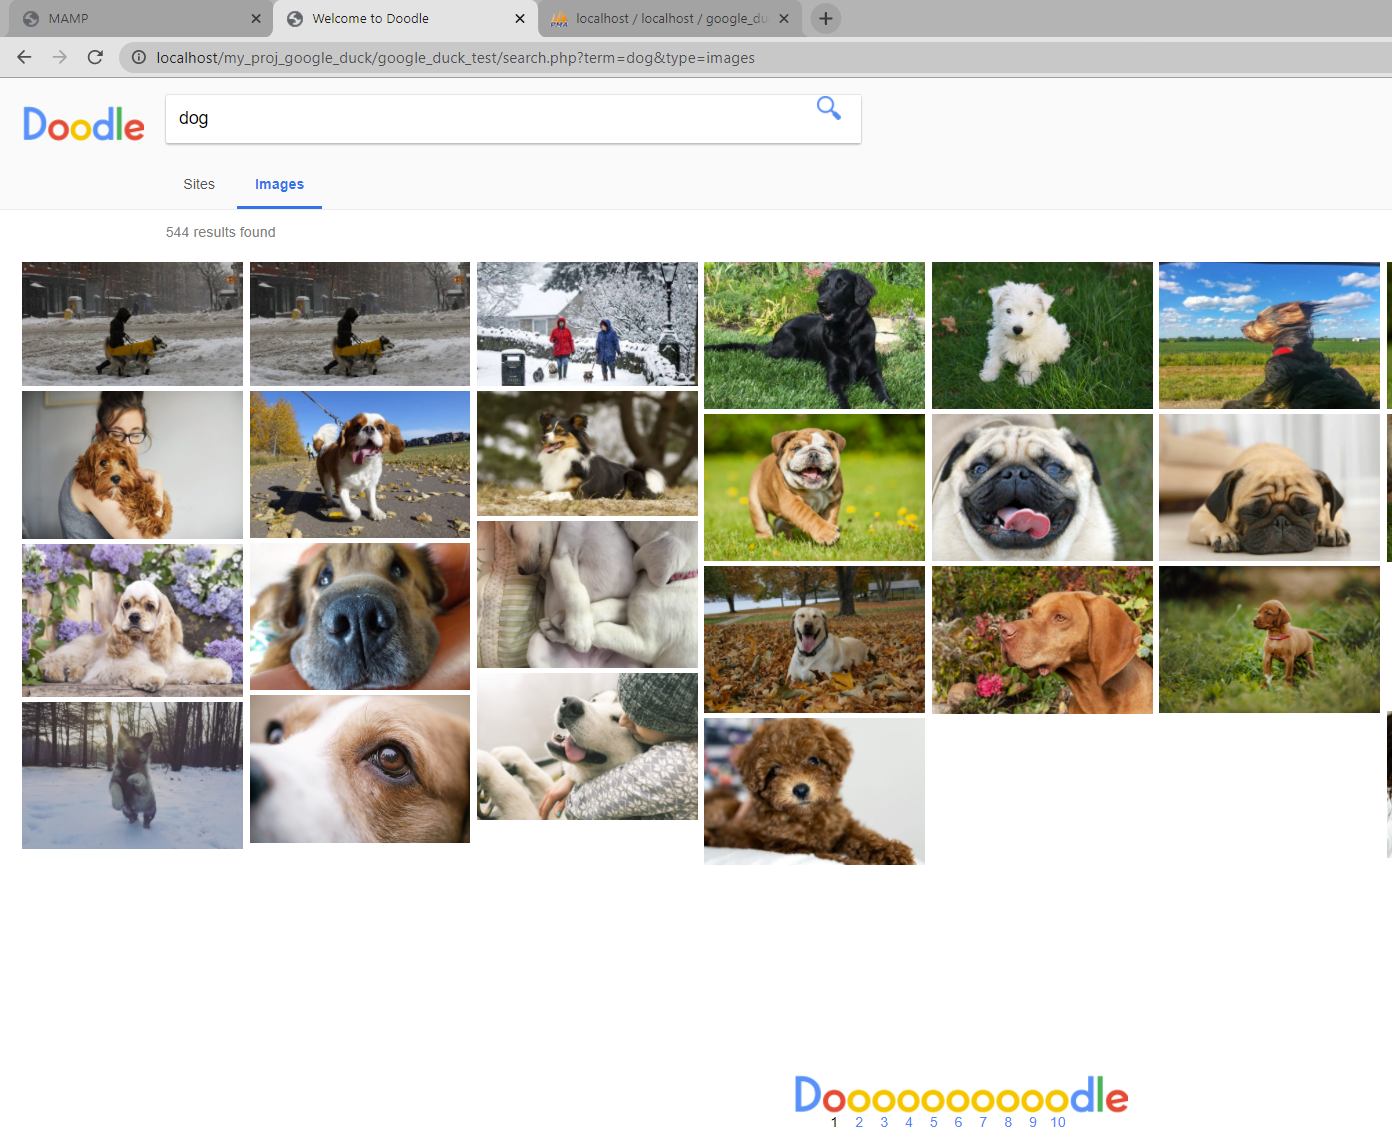 MAMP
Welcome to Doodle
localhost / localhost / google_du
localhost/my_proj_google_duck/google_duck_test/search.php?term=dog&type=images
Doodle
dog
Sites
Images
544 results found
Doooooooooodle
1 2 3 4 5 6 7 8 9 10